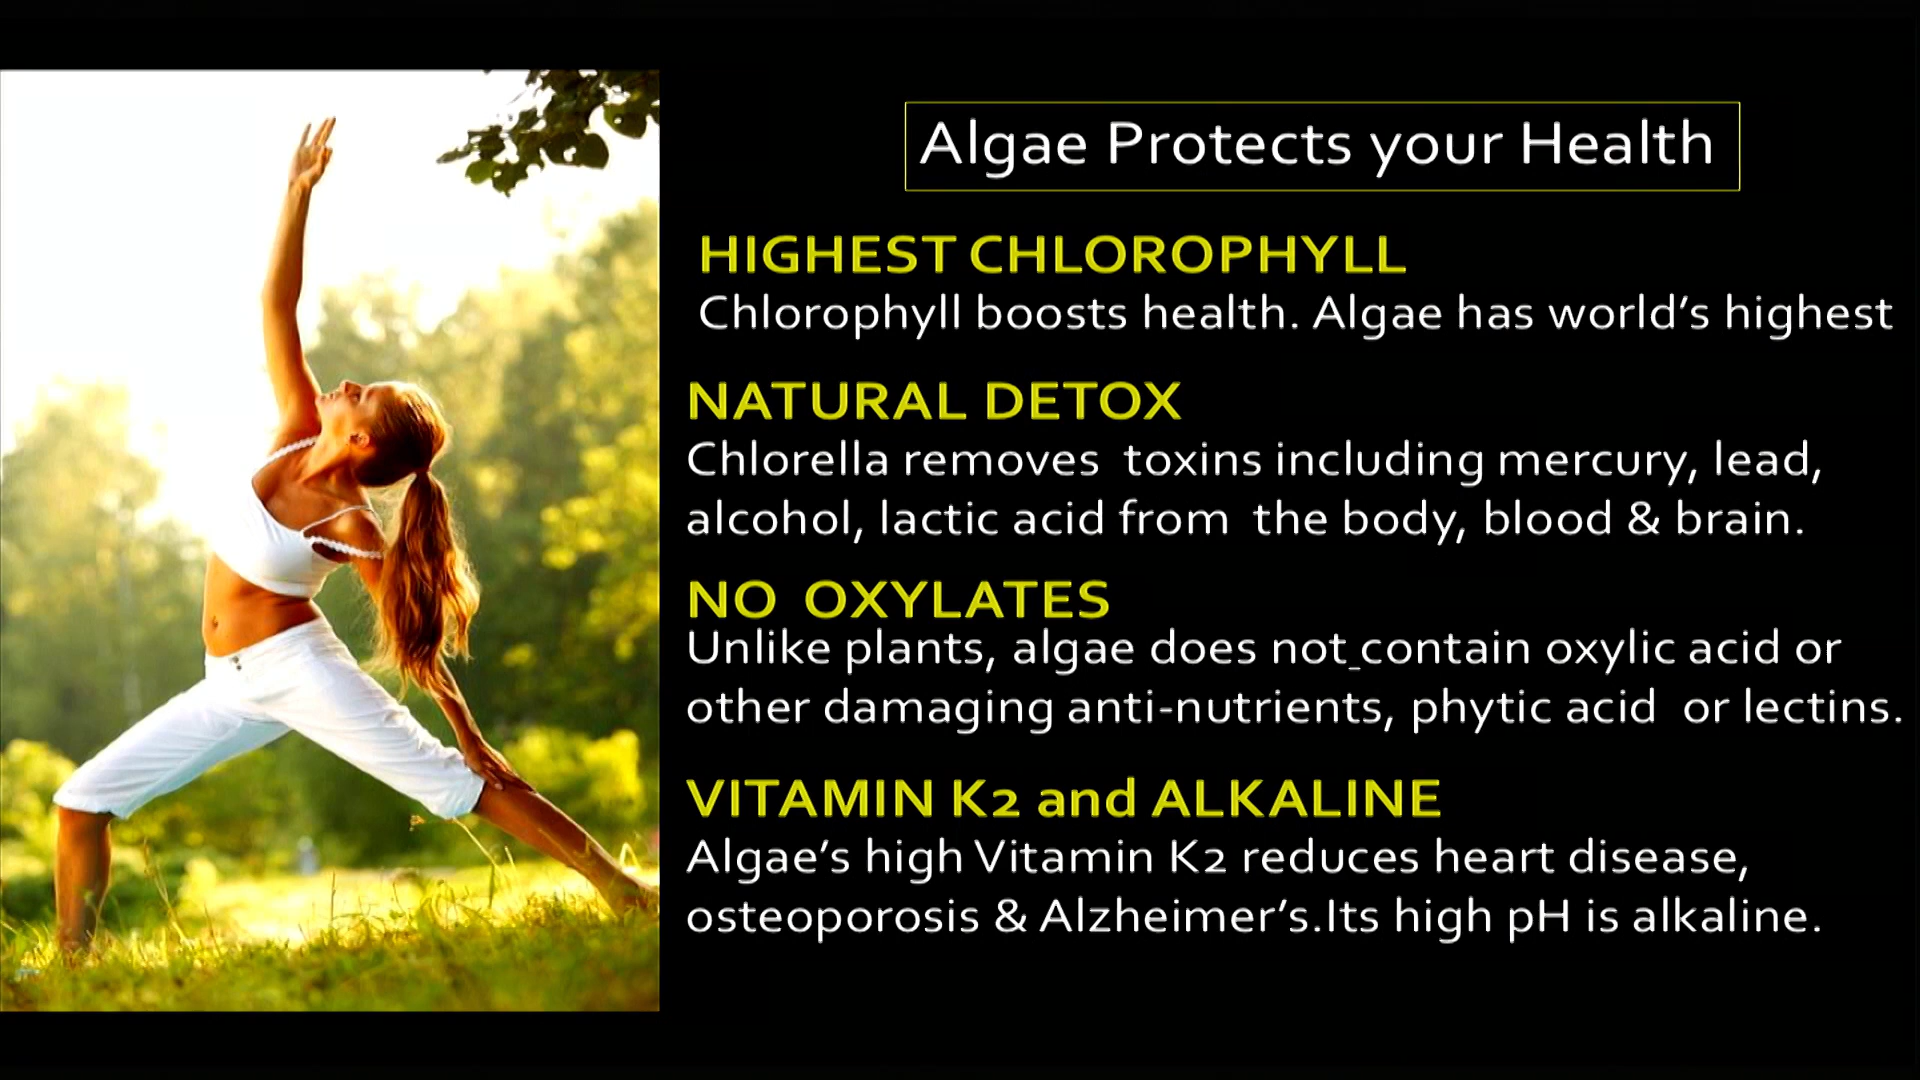 Algae Protects your Health
HIGHEST CHLOROPHYLL
Chlorophyll boosts health. Algae has world's highest
NATURAL DETOX
Chlorella removes toxins including mercury, lead,
alcohol, lactic acid from the body, blood & brain.
NO OXYLATES
Unlike plants, algae does not_contain oxylic acid or
other damaging anti-nutrients, phytic acid or lectins.
VITAMIN K2 and ALKALINE
Algae's high Vitamin K2 reduces heart disease,
osteoporosis & Alzheimer's.Its high pH is alkaline.